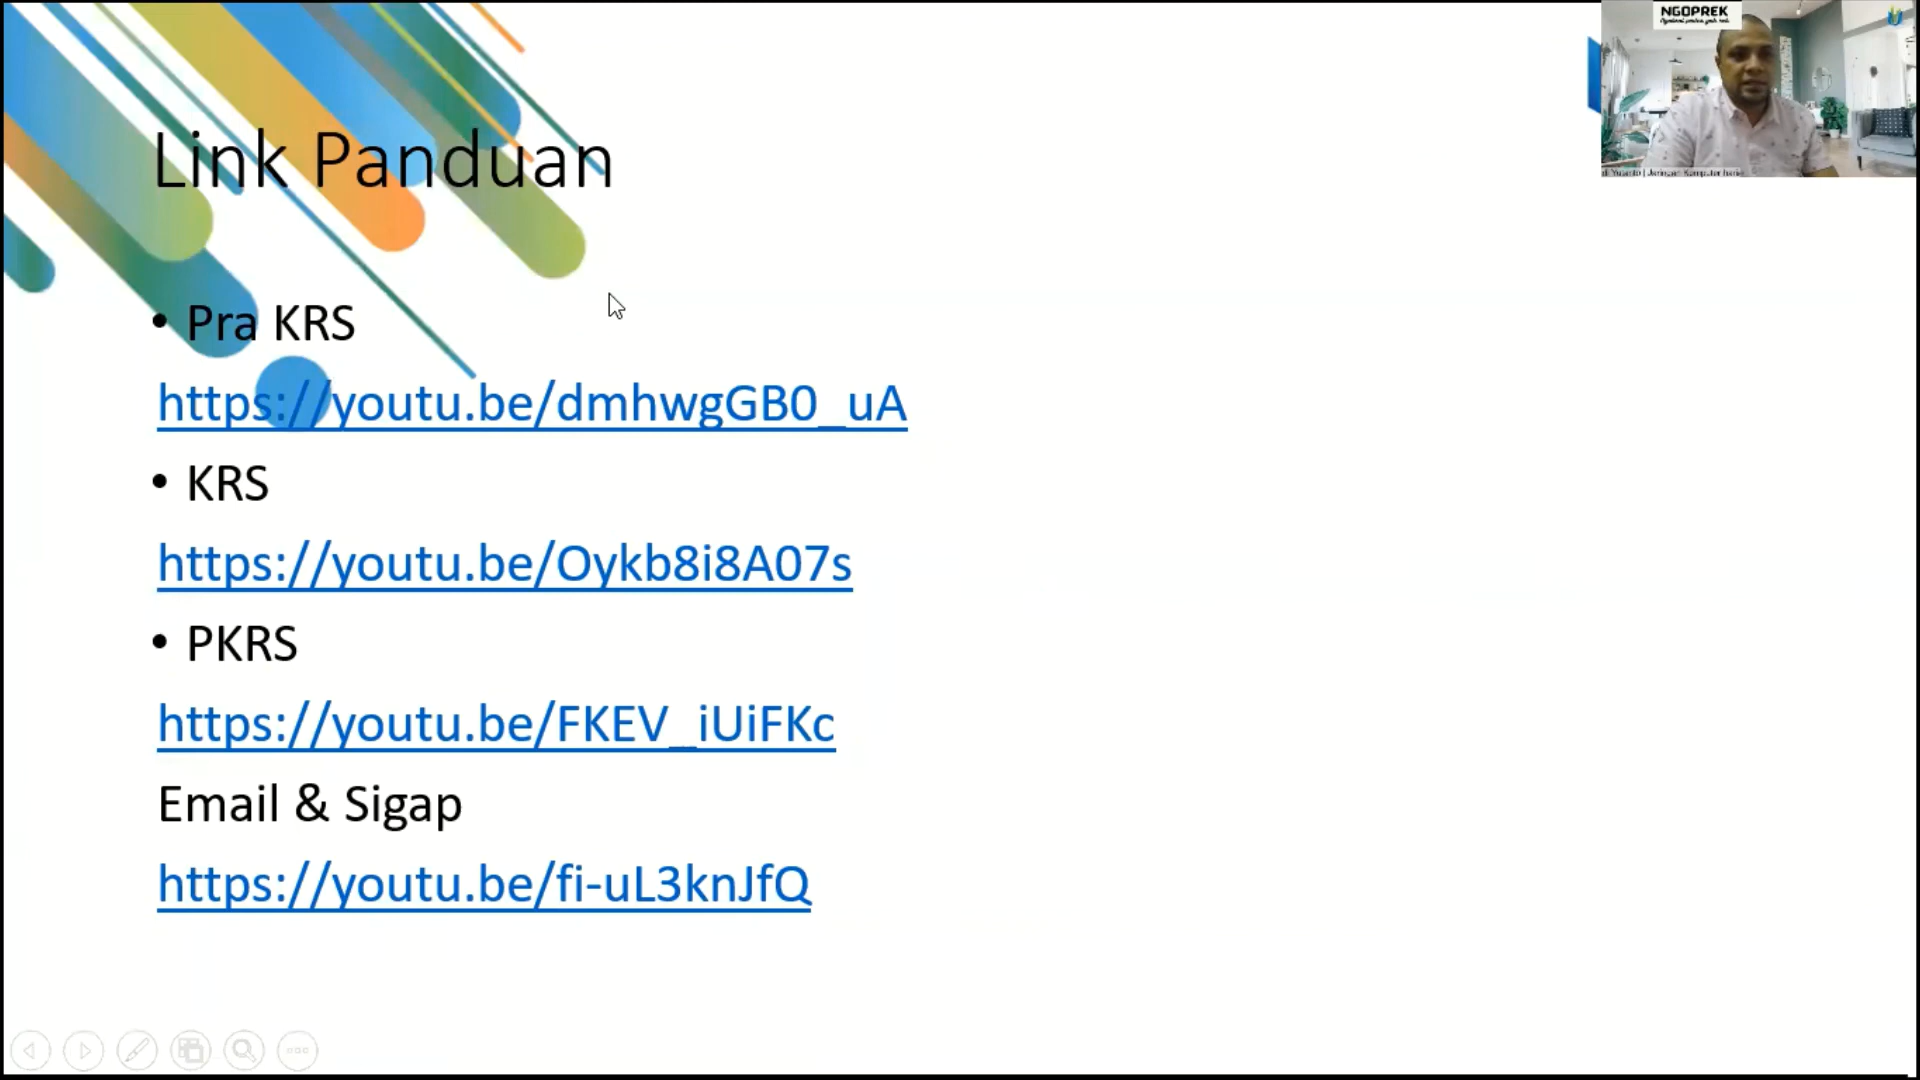 NGOPREK
Link Panduan
• Pra KRS
https://youtu.be/dmhwgGB0_uA
• KRS
https://youtu.be/Oykb8i8A07s
• PKRS
https://youtu.be/FKEV_iUiFKc
Email & Sigap
https://youtu.be/fi-uL3knJfQ